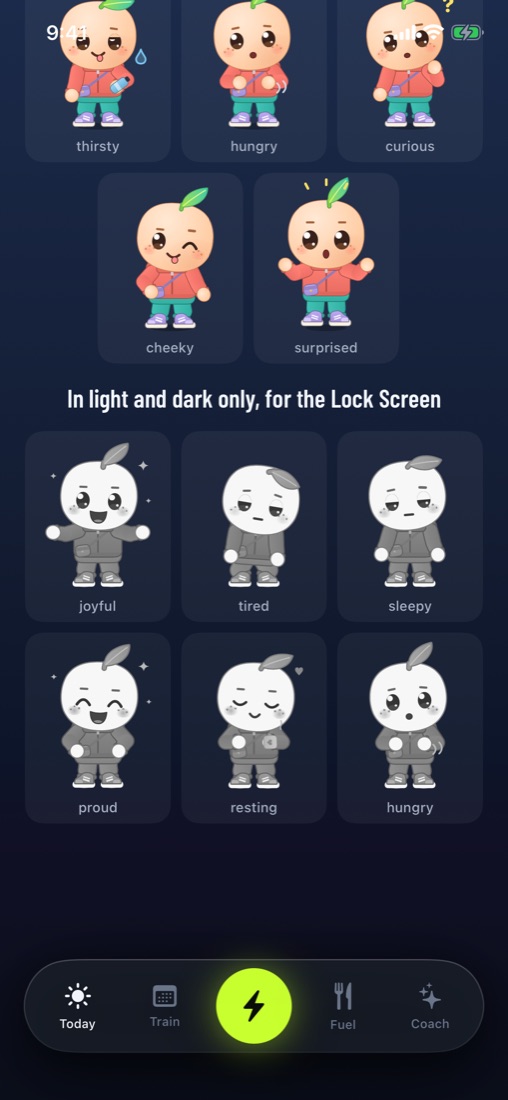 9:41
?
thirsty
hungry
curious
cheeky
surprised
In light and dark only, for the Lock Screen
joyful
tired
sleepy
proud
resting
hungry
Today
Train
Fuel
Coach